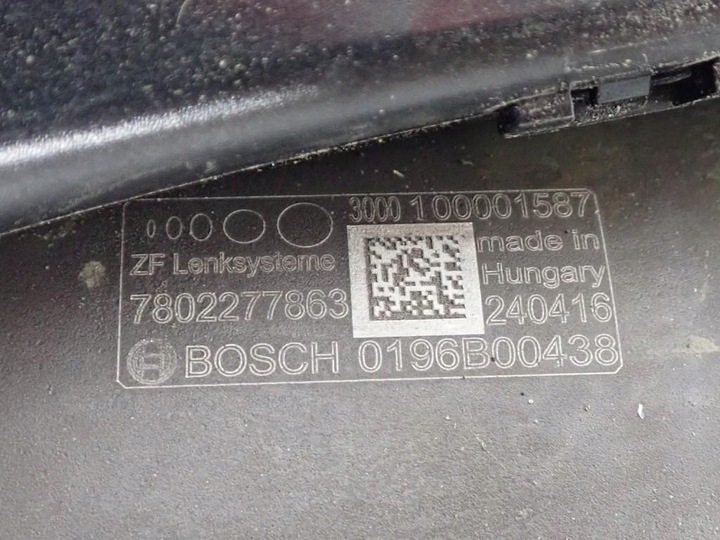 3000 100001587
ZF Lenksysteme made in Hungary
7802277863 240416
BOSCH 0196B00438